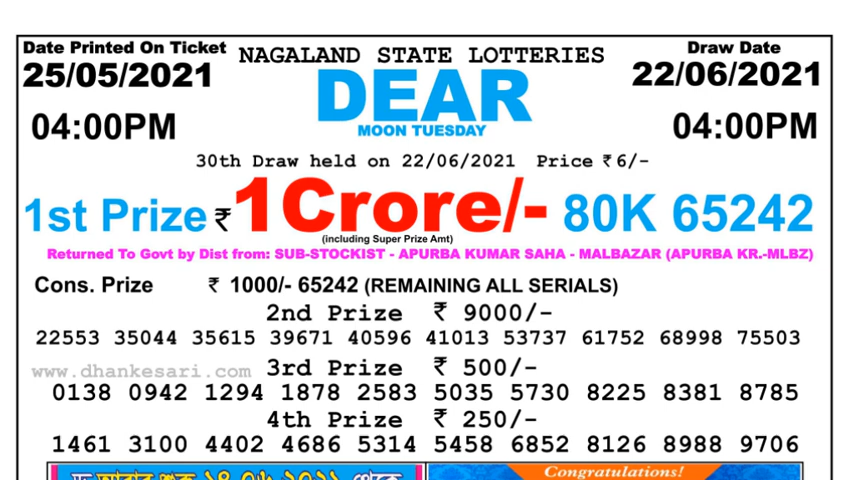 Date Printed On Ticket NAGALAND STATE LOTTERIES Draw Date
25/05/2021 DEAR 22/06/2021
04:00PM MOON TUESDAY 04:00PM
30th Draw held on 22/06/2021 Price ₹ 6/-
1st Prize ₹ 1Crore/- 80K 65242
(including Super Prize Amt)
Returned To Govt by Dist from: SUB-STOCKIST - APURBA KUMAR SAHA - MALBAZAR (APURBA KR.-MLBZ)
Cons. Prize ₹ 1000/- 65242 (REMAINING ALL SERIALS)
2nd Prize ₹ 9000/-
22553 35044 35615 39671 40596 41013 53737 61752 68998 75503
www.dhankesari.com 3rd Prize ₹ 500/-
0138 0942 1294 1878 2583 5035 5730 8225 8381 8785
4th Prize ₹ 250/-
1461 3100 4402 4686 5314 5458 6852 8126 8988 9706
Congratulations!